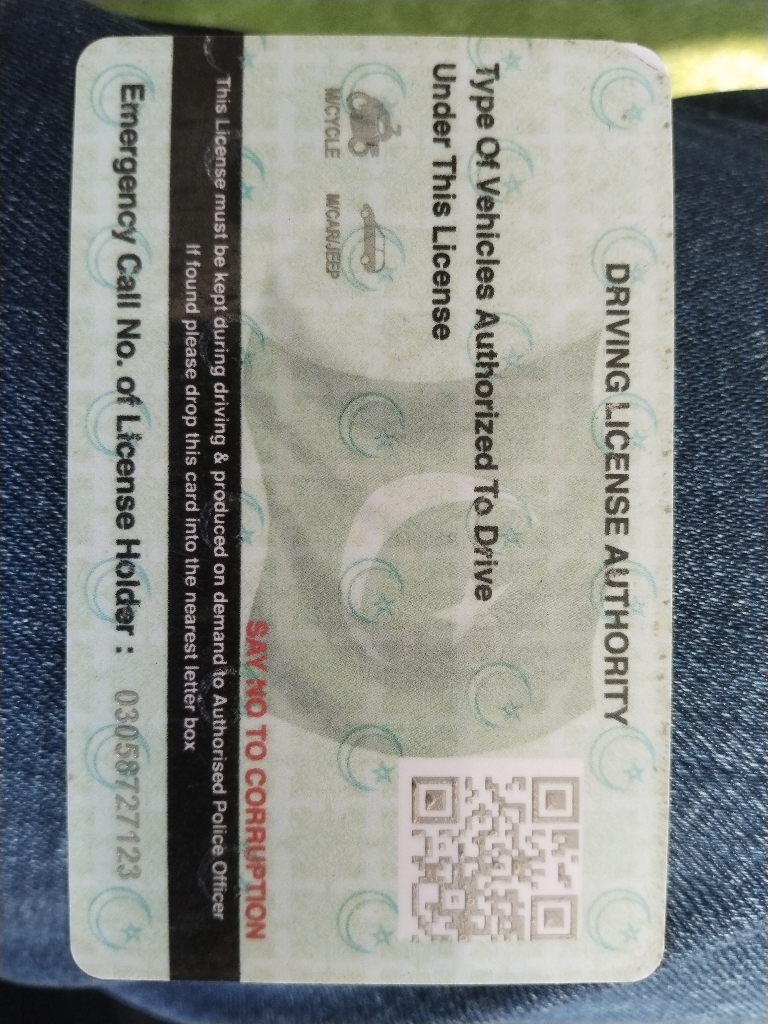 DRIVING LICENSE AUTHORITY
Type Of Vehicles Authorized To Drive
Under This License
M/CYCLE M/CAR/JEEP
SAY NO TO CORRUPTION
This License must be kept during driving & produced on demand to Authorised Police Officer
If found please drop this card into the nearest letter box
Emergency Call No. of License Holder : 03058727123